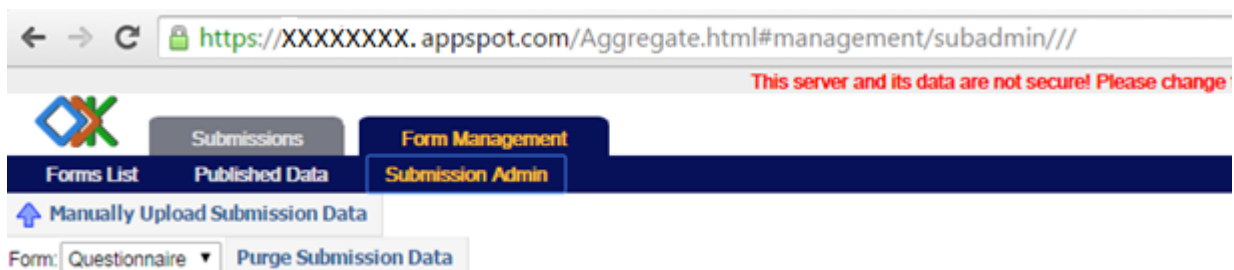 https://XXXXXXXX.appspot.com/Aggregate.html#management/subadmin///
This server and its data are not secure! Please change
Submissions Form Management
Forms List Published Data Submission Admin
Manually Upload Submission Data
Form: Questionnaire Purge Submission Data